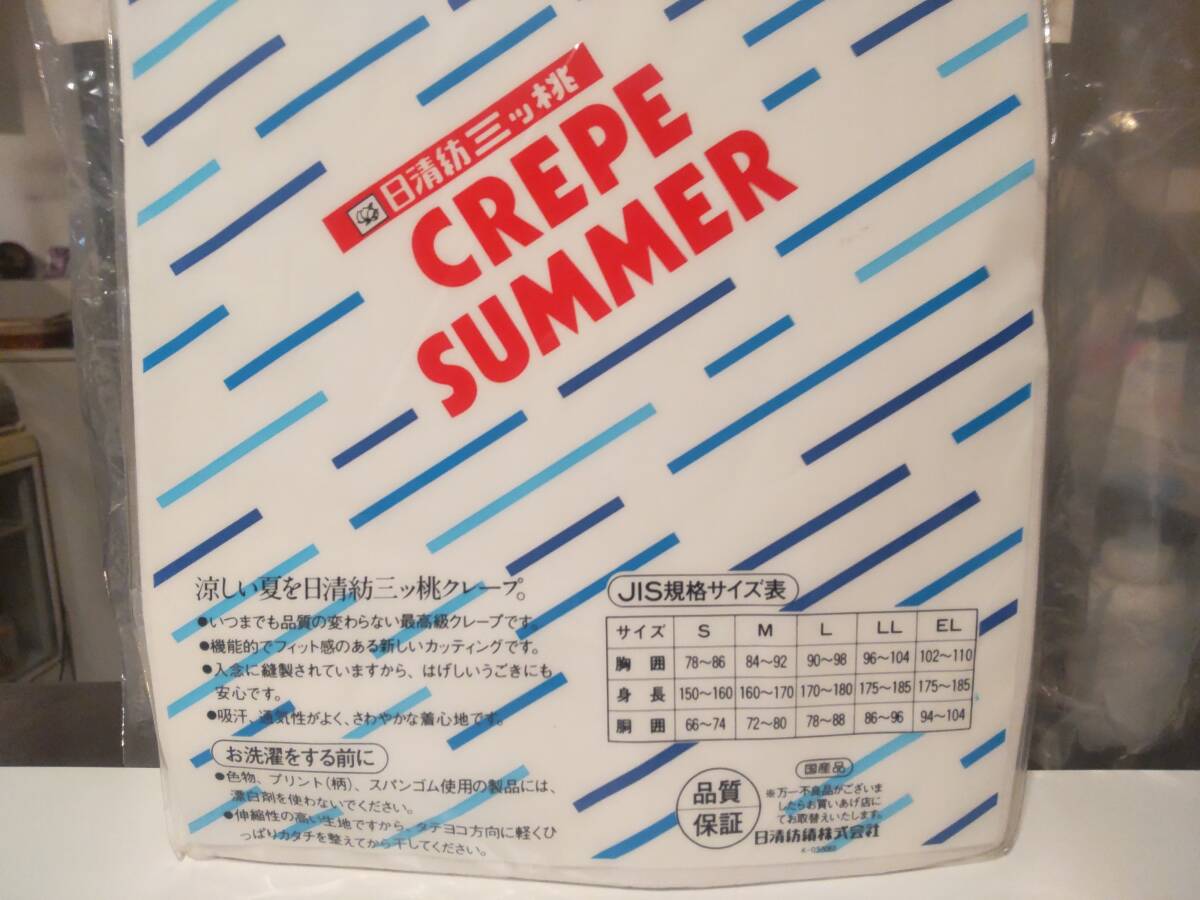 日清紡 三ッ桃
CREPE
SUMMER
涼しい夏を日清紡三ッ桃クレープ。
●いつまでも品質の変わらない最高級クレープです。
●機能的でフィット感のある新しいカッティングです。
●入念に縫製されていますから、はげしいうごきにも
安心です。
●吸汗、通気性がよく、さわやかな着心地です。
お洗濯をする前に
●色物、プリント(柄)、スパンゴム使用の製品には、
漂白剤を使わないでください。
●伸縮性の高い生地ですから、タテヨコ方向に軽くひ
っぱりカタチを整えてから干してください。
JIS規格サイズ表
サイズ S M L LL EL
胸囲 78〜86 84〜92 90〜98 96〜104 102〜110
身長 150〜160 160〜170 170〜180 175〜185 175〜185
胴囲 66〜74 72〜80 78〜88 86〜96 94〜104
品質
保証
国産品
※万一不良品がございま
したらお買いあげ店に
てお取替えいたします。
日清紡績株式会社